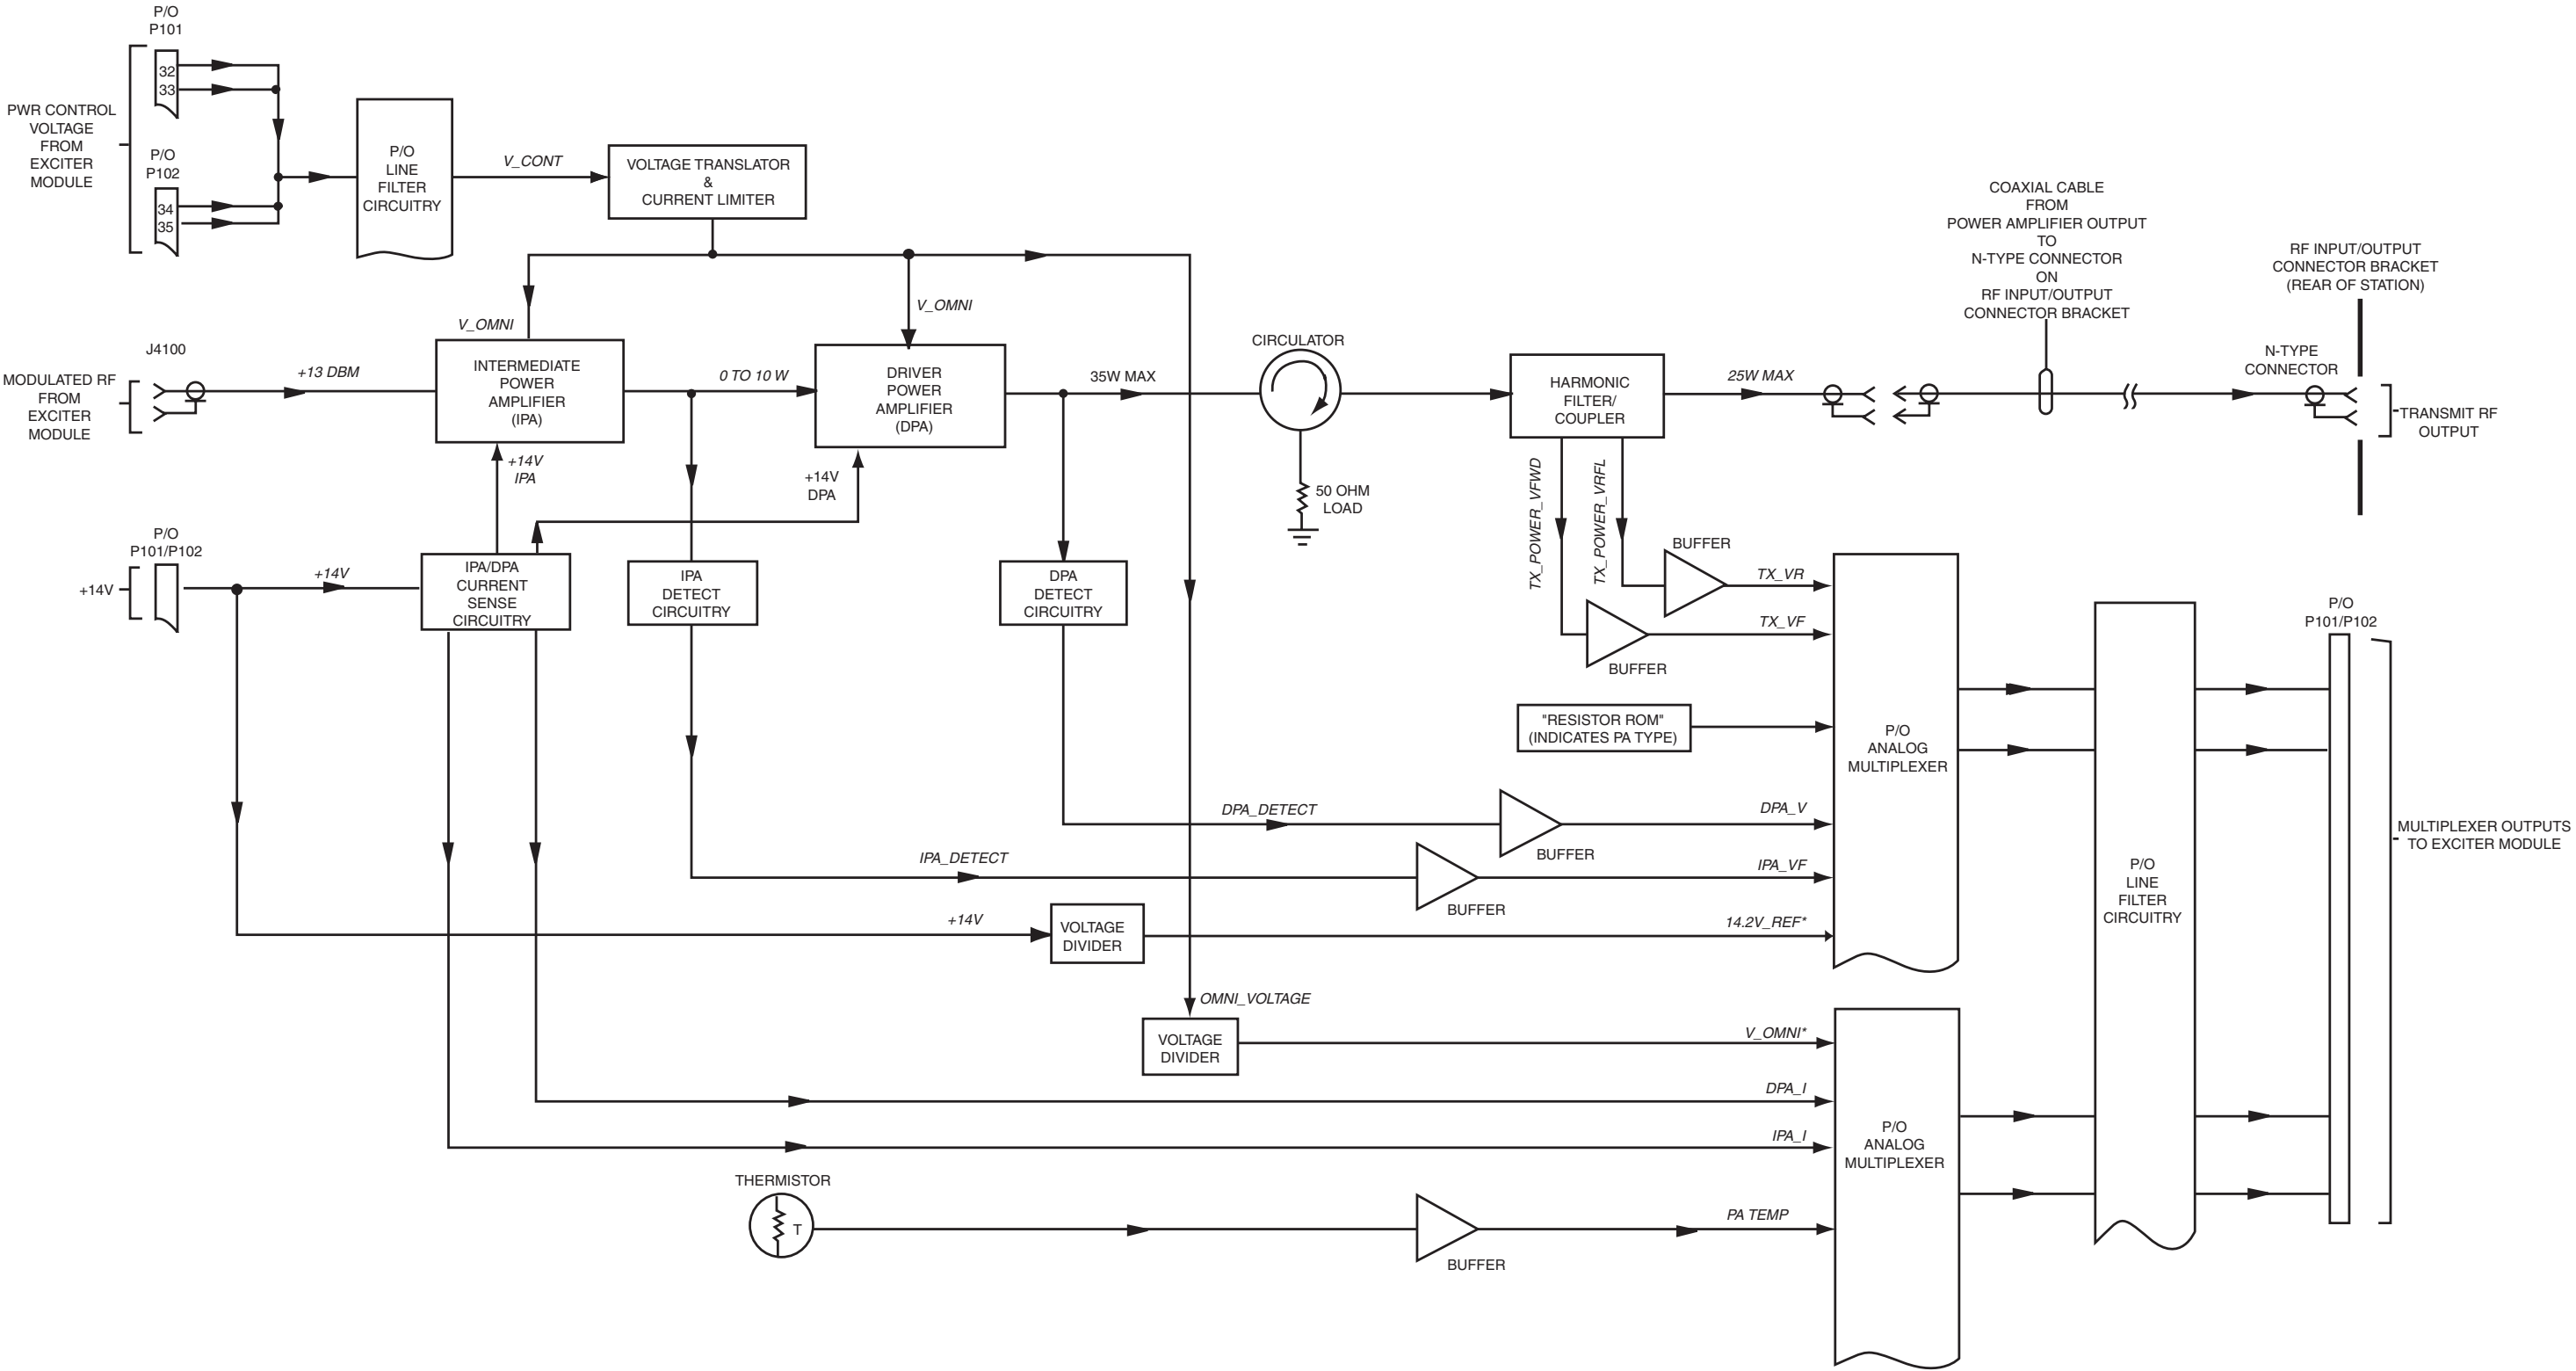 P/O
P101
32
33
PWR CONTROL
VOLTAGE
FROM
EXCITER
MODULE
P/O
P102
34
35
P/O
LINE
FILTER
CIRCUITRY
V_CONT
VOLTAGE TRANSLATOR
&
CURRENT LIMITER
V_OMNI
V_OMNI
J4100
MODULATED RF
FROM
EXCITER
MODULE
+13 DBM
INTERMEDIATE
POWER
AMPLIFIER
(IPA)
0 TO 10 W
DRIVER
POWER
AMPLIFIER
(DPA)
35W MAX
CIRCULATOR
50 OHM
LOAD
HARMONIC
FILTER/
COUPLER
25W MAX
COAXIAL CABLE
FROM
POWER AMPLIFIER OUTPUT
TO
N-TYPE CONNECTOR
ON
RF INPUT/OUTPUT
CONNECTOR BRACKET
RF INPUT/OUTPUT
CONNECTOR BRACKET
(REAR OF STATION)
N-TYPE
CONNECTOR
TRANSMIT RF
OUTPUT
+14V
IPA
+14V
DPA
P/O
P101/P102
+14V
+14V
IPA/DPA
CURRENT
SENSE
CIRCUITRY
IPA
DETECT
CIRCUITRY
DPA
DETECT
CIRCUITRY
TX_POWER_VFWD
TX_POWER_VRFL
BUFFER
TX_VR
TX_VF
BUFFER
"RESISTOR ROM"
(INDICATES PA TYPE)
P/O
ANALOG
MULTIPLEXER
DPA_DETECT
DPA_V
BUFFER
IPA_DETECT
IPA_VF
BUFFER
+14V
VOLTAGE
DIVIDER
14.2V_REF*
P/O
LINE
FILTER
CIRCUITRY
P/O
P101/P102
MULTIPLEXER OUTPUTS
TO EXCITER MODULE
OMNI_VOLTAGE
VOLTAGE
DIVIDER
V_OMNI*
DPA_I
IPA_I
P/O
ANALOG
MULTIPLEXER
THERMISTOR
T
PA TEMP
BUFFER